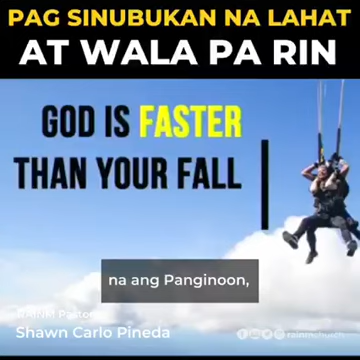 PAG SINUBUKAN NA LAHAT
AT WALA PA RIN
GOD IS FASTER
THAN YOUR FALL
na ang Panginoon,
Shawn Carlo Pineda